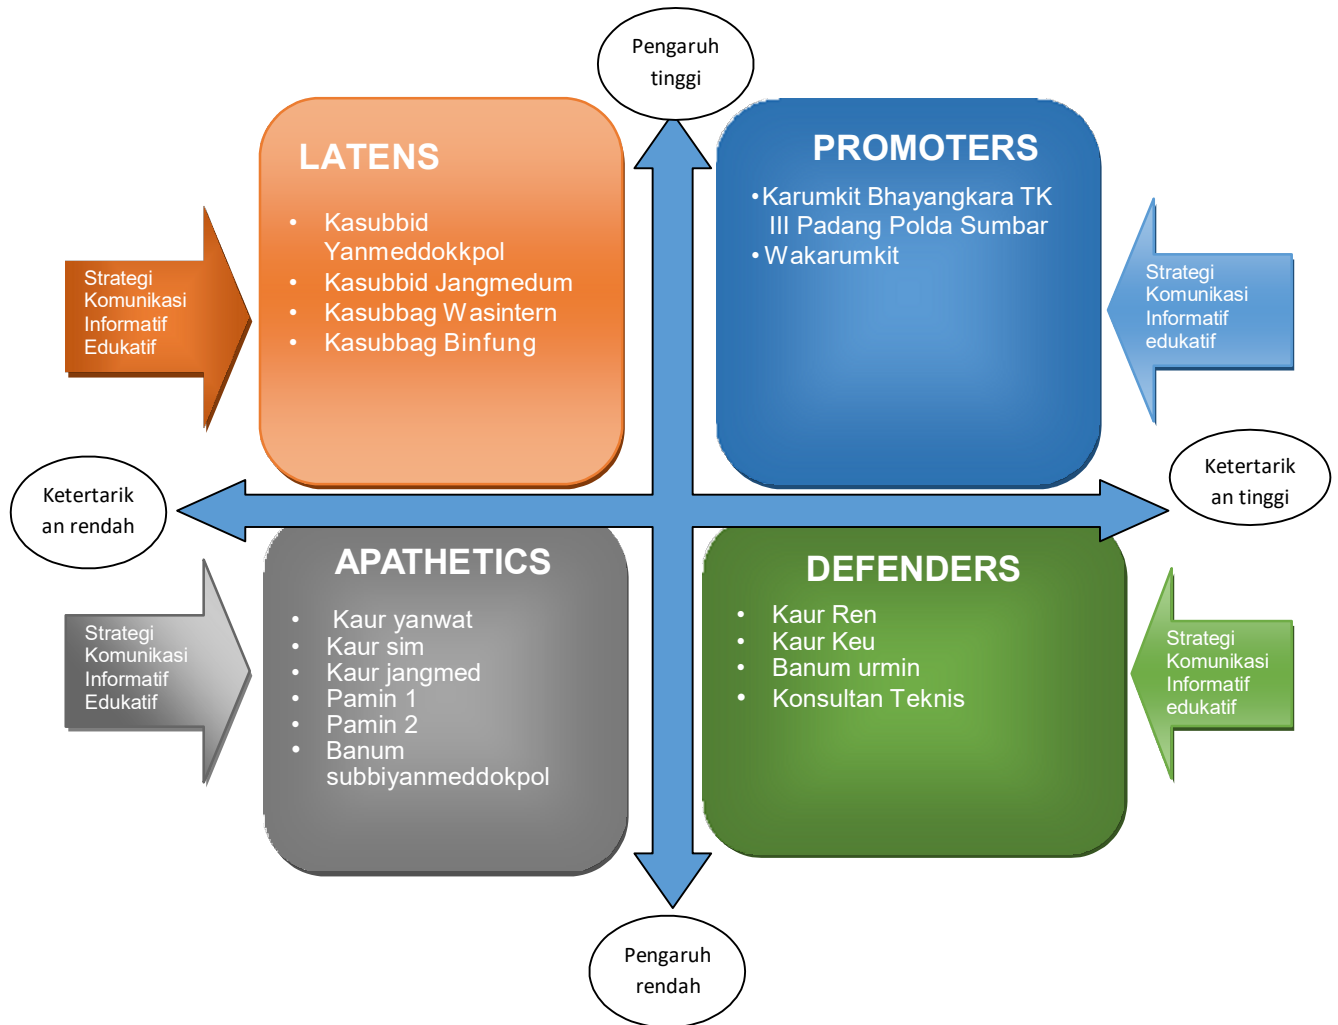 Pengaruh
tinggi
LATENS
• Kasubbid
Yanmeddokkpol
• Kasubbid Jangmedum
• Kasubbag Wasintern
• Kasubbag Binfung
PROMOTERS
•Karumkit Bhayangkara TK
III Padang Polda Sumbar
•Wakarumkit
Strategi
Komunikasi
Informatif
Edukatif
Strategi
Komunikasi
Informatif
edukatif
Ketertarik
an rendah
Ketertarik
an tinggi
APATHETICS
• Kaur yanwat
• Kaur sim
• Kaur jangmed
• Pamin 1
• Pamin 2
• Banum
subbiyanmeddokpol
DEFENDERS
• Kaur Ren
• Kaur Keu
• Banum urmin
• Konsultan Teknis
Strategi
Komunikasi
Informatif
Edukatif
Strategi
Komunikasi
Informatif
edukatif
Pengaruh
rendah